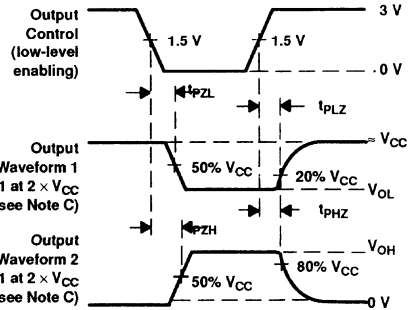 Output
Control
(low-level
enabling)
3 V
1.5 V
1.5 V
0 V
tPZL
tPLZ
Output
Waveform 1
1 at 2 × VCC
(see Note C)
≈ VCC
50% VCC
20% VCC
VOL
tPZH
tPHZ
Output
Waveform 2
1 at 2 × VCC
(see Note C)
VOH
50% VCC
80% VCC
0 V